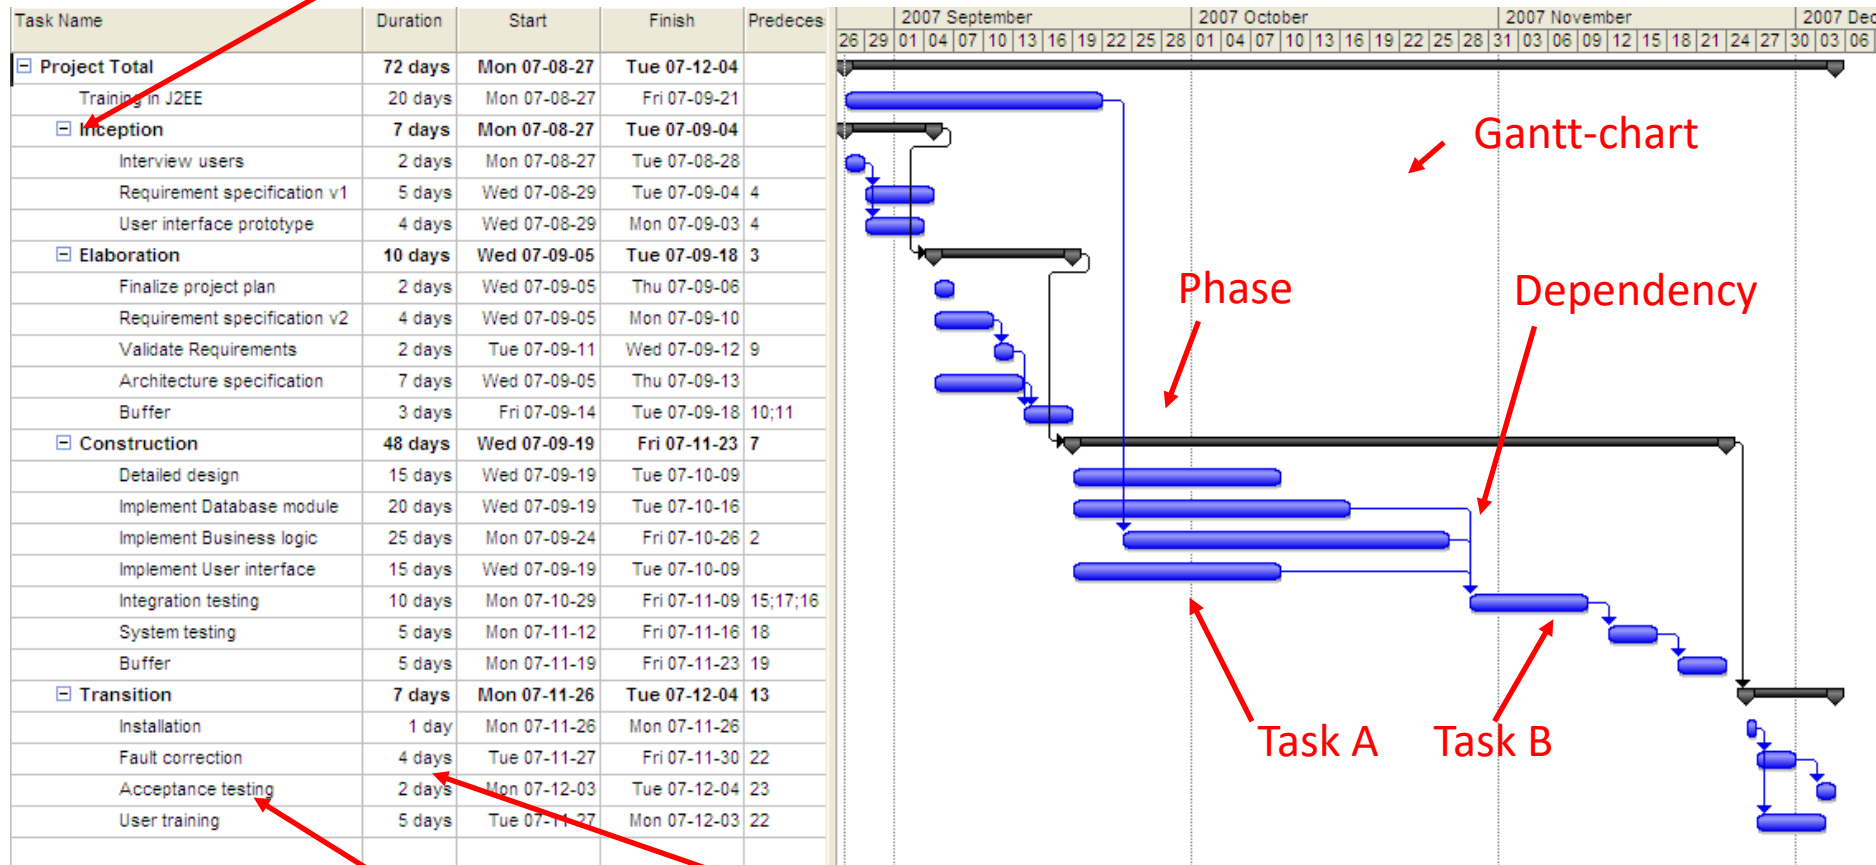 Task Name Duration Start Finish Predeces 2007 September 2007 October 2007 November 2007 Dec
26 29 01 04 07 10 13 16 19 22 25 28 01 04 07 10 13 16 19 22 25 28 31 03 06 09 12 15 18 21 24 27 30 03 06
Project Total 72 days Mon 07-08-27 Tue 07-12-04
Training in J2EE 20 days Mon 07-08-27 Fri 07-09-21
Inception 7 days Mon 07-08-27 Tue 07-09-04
Gantt-chart
Interview users 2 days Mon 07-08-27 Tue 07-08-28
Requirement specification v1 5 days Wed 07-08-29 Tue 07-09-04 4
User interface prototype 4 days Wed 07-08-29 Mon 07-09-03 4
Elaboration 10 days Wed 07-09-05 Tue 07-09-18 3
Finalize project plan 2 days Wed 07-09-05 Thu 07-09-06
Phase Dependency
Requirement specification v2 4 days Wed 07-09-05 Mon 07-09-10
Validate Requirements 2 days Tue 07-09-11 Wed 07-09-12 9
Architecture specification 7 days Wed 07-09-05 Thu 07-09-13
Buffer 3 days Fri 07-09-14 Tue 07-09-18 10;11
Construction 48 days Wed 07-09-19 Fri 07-11-23 7
Detailed design 15 days Wed 07-09-19 Tue 07-10-09
Implement Database module 20 days Wed 07-09-19 Tue 07-10-16
Implement Business logic 25 days Mon 07-09-24 Fri 07-10-26 2
Implement User interface 15 days Wed 07-09-19 Tue 07-10-09
Integration testing 10 days Mon 07-10-29 Fri 07-11-09 15;17;16
System testing 5 days Mon 07-11-12 Fri 07-11-16 18
Buffer 5 days Mon 07-11-19 Fri 07-11-23 19
Transition 7 days Mon 07-11-26 Tue 07-12-04 13
Installation 1 day Mon 07-11-26 Mon 07-11-26
Task A Task B
Fault correction 4 days Tue 07-11-27 Fri 07-11-30 22
Acceptance testing 2 days Mon 07-12-03 Tue 07-12-04 23
User training 5 days Tue 07-11-27 Mon 07-12-03 22